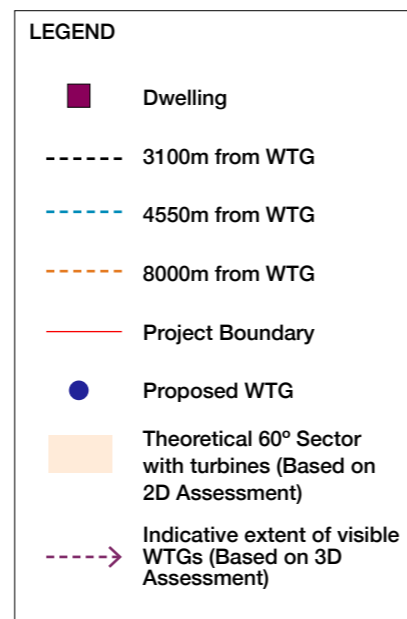 LEGEND
Dwelling
3100m from WTG
4550m from WTG
8000m from WTG
Project Boundary
Proposed WTG
Theoretical 60º Sector
with turbines (Based on
2D Assessment)
Indicative extent of visible
WTGs (Based on 3D
Assessment)